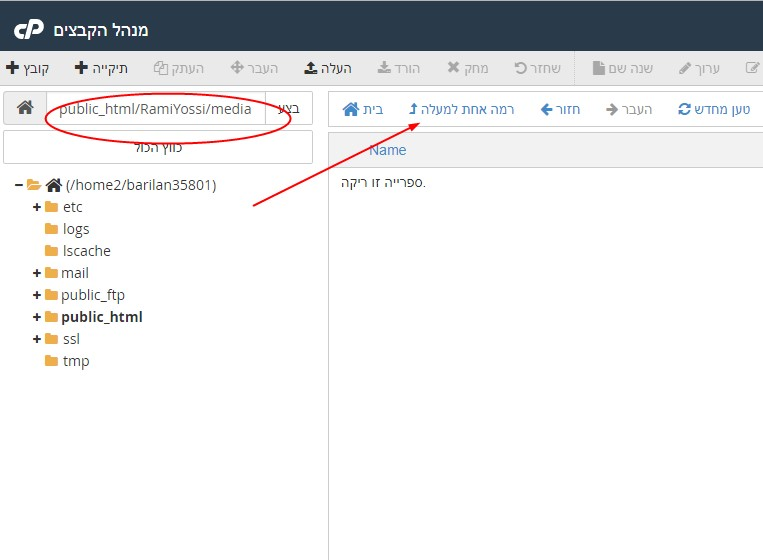 cP מנהל הקבצים
קובץ תיקייה העתק העבר העלה הורד מחק שחזר שנה שם ערוך
public_html/RamiYossi/media בצע
בית רמה אחת למעלה חזור העבר טען מחדש
כווץ הכול
Name
ספרייה זו ריקה.
(/home2/barilan35801)
etc
logs
lscache
mail
public_ftp
public_html
ssl
tmp